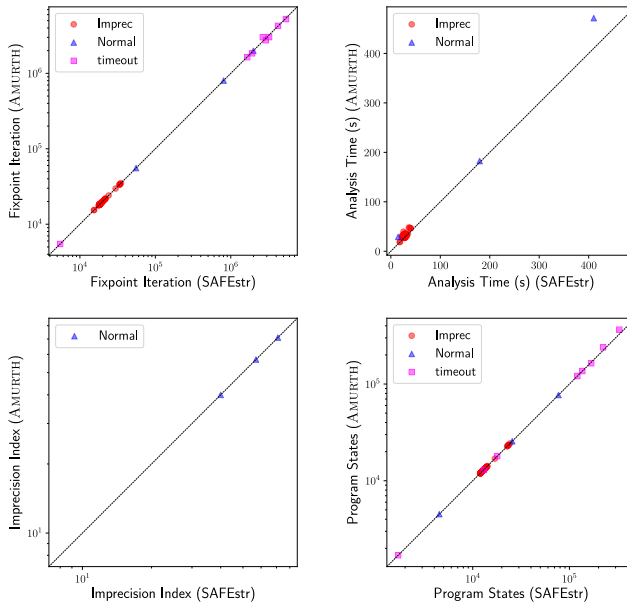 Imprec
Normal
timeout
10^6
10^5
10^4
Fixpoint Iteration (AMURTH)
10^4
10^5
10^6
Fixpoint Iteration (SAFEstr)
Imprec
Normal
400
300
200
100
0
Analysis Time (s) (AMURTH)
0
100
200
300
400
Analysis Time (s) (SAFEstr)
Normal
10^1
Imprecision Index (AMURTH)
10^1
Imprecision Index (SAFEstr)
Imprec
Normal
timeout
10^5
10^4
Program States (AMURTH)
10^4
10^5
Program States (SAFEstr)